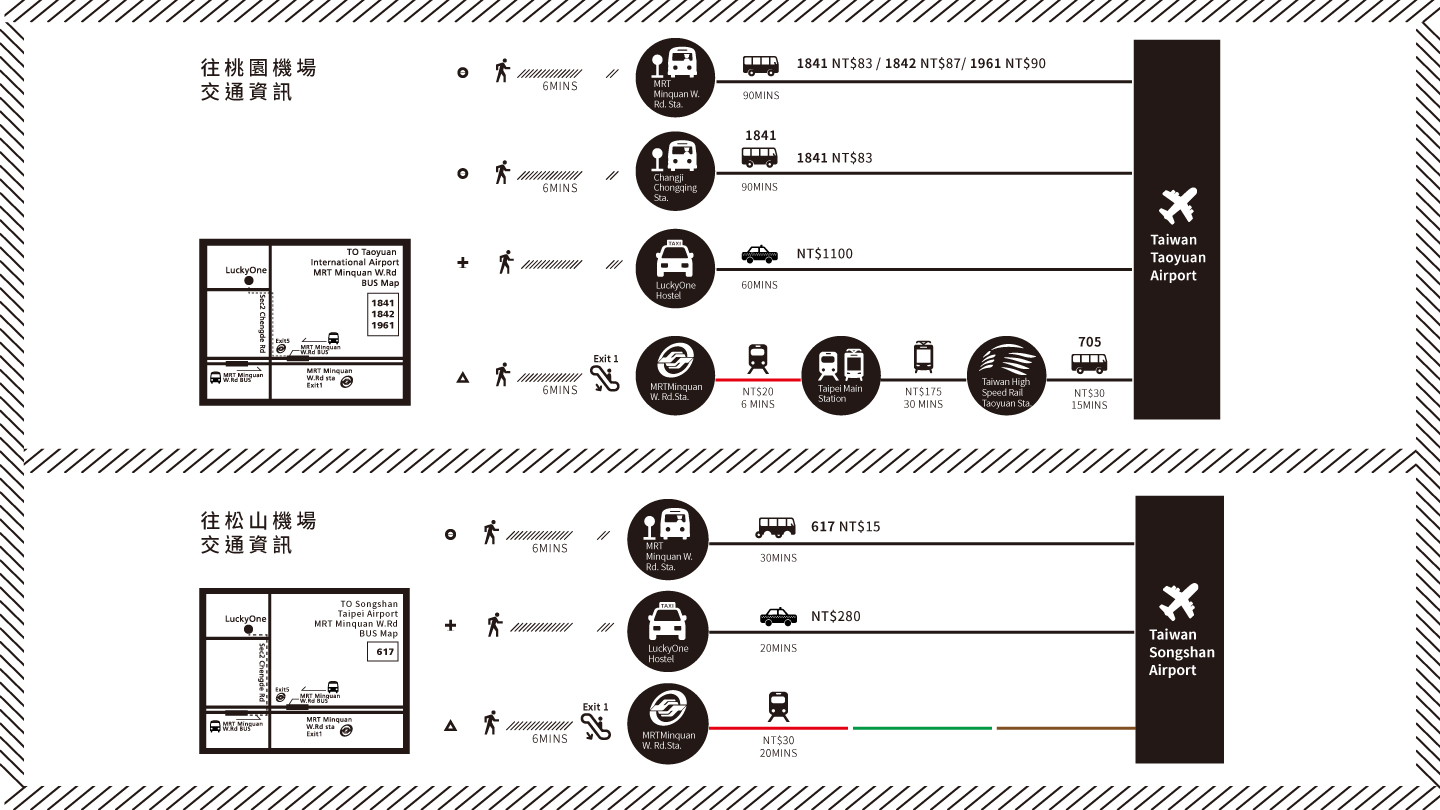 往桃園機場
交通資訊
6MINS
MRT
Minquan W.
Rd. Sta.
1841 NT$83 / 1842 NT$87/ 1961 NT$90
90MINS
6MINS
Changji
Chongqing
Sta.
1841
1841 NT$83
90MINS
TAXI
LuckyOne
Hostel
NT$1100
60MINS
6MINS
Exit 1
MRTMinquan
W. Rd.Sta.
NT$20
6 MINS
Taipei Main
Station
NT$175
30 MINS
Taiwan High
Speed Rail
Taoyuan Sta.
705
NT$30
15MINS
Taiwan
Taoyuan
Airport
TO Taoyuan
International Airport
MRT Minquan W.Rd
BUS Map
LuckyOne
1841
1842
1961
Sec2 Chengde Rd
Exit5
MRT Minquan
W.Rd BUS
MRT Minquan
W.Rd BUS
MRT Minquan
W.Rd sta
Exit1
往松山機場
交通資訊
6MINS
MRT
Minquan W.
Rd. Sta.
617 NT$15
30MINS
TAXI
LuckyOne
Hostel
NT$280
20MINS
6MINS
Exit 1
MRTMinquan
W. Rd.Sta.
NT$30
20MINS
Taiwan
Songshan
Airport
TO Songshan
Taipei Airport
MRT Minquan W.Rd
BUS Map
LuckyOne
617
Sec2 Chengde Rd
Exit5
MRT Minquan
W.Rd BUS
MRT Minquan
W.Rd BUS
MRT Minquan
W.Rd sta
Exit1